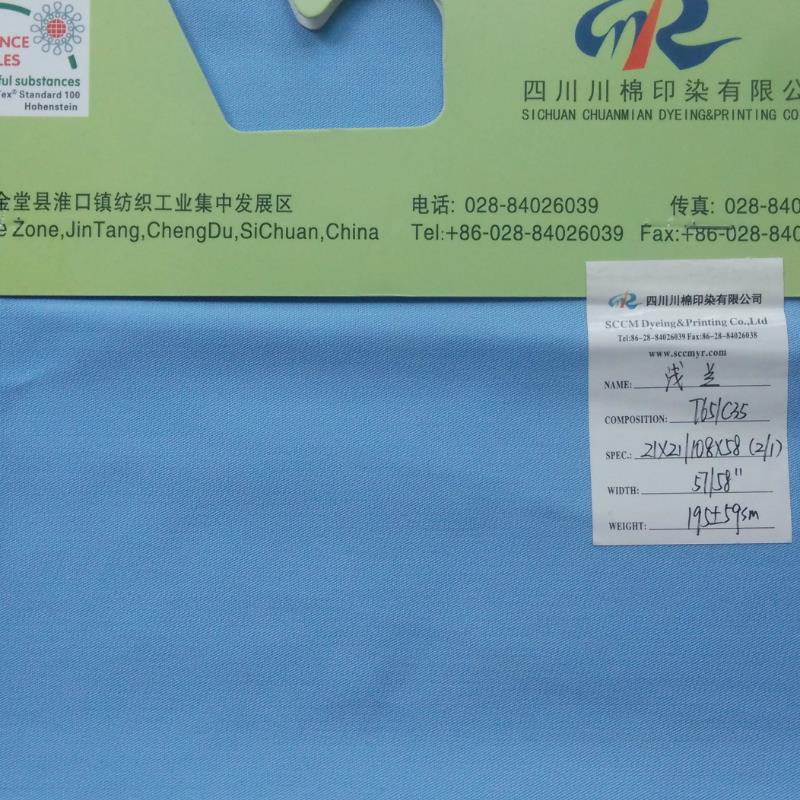 NCE
LES
ful substances
Tex® Standard 100
Hohenstein
四川川棉印染有限公
SICHUAN CHUANMIAN DYEING&PRINTING CO
金堂县淮口镇纺织工业集中发展区
电话: 028-84026039
传真: 028-840
e Zone,JinTang,ChengDu,SiChuan,China
Tel:+86-028-84026039
Fax:+86-028-840
四川川棉印染有限公司
SCCM Dyeing&Printing Co.,Ltd
Tel:86-28-84026039 Fax:86-28-84026038
www.sccmyr.com
NAME: 浅兰
COMPOSITION: T65/C35
SPEC.: 21X21/108X58 (2/1)
WIDTH: 57/58"
WEIGHT: 195±5gsm